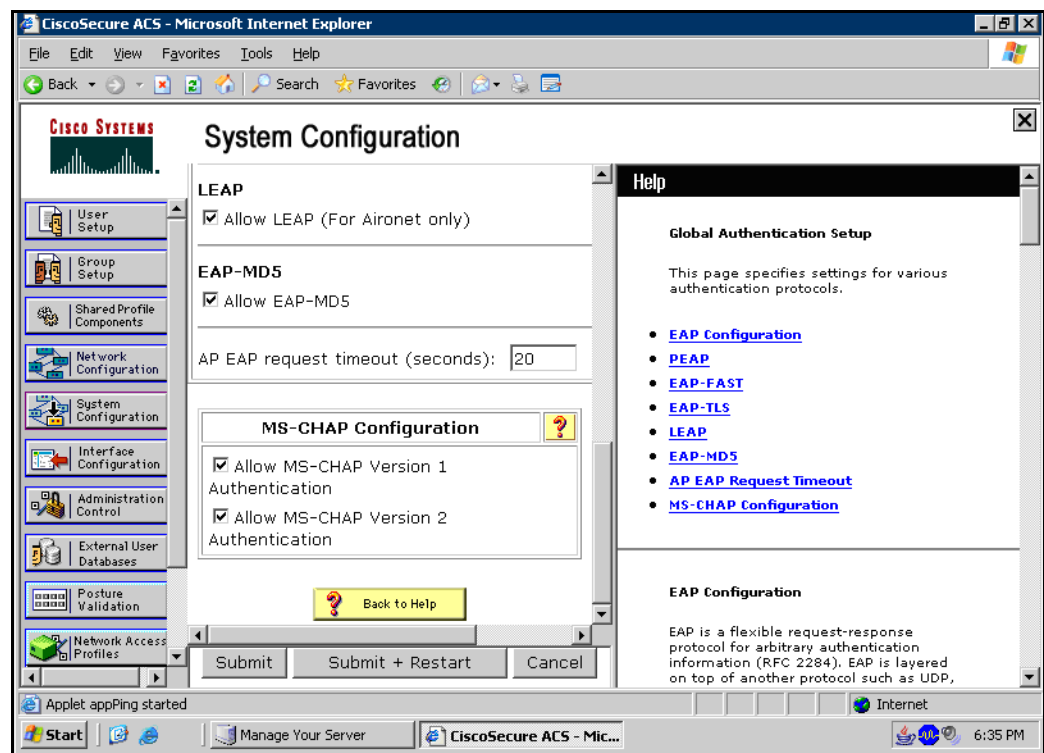 CiscoSecure ACS - Microsoft Internet Explorer
File Edit View Favorites Tools Help
Back Search Favorites
CISCO SYSTEMS
System Configuration
User
Setup
Group
Setup
Shared Profile
Components
Network
Configuration
System
Configuration
Interface
Configuration
Administration
Control
External User
Databases
Posture
Validation
Network Access
Profiles
LEAP
Allow LEAP (For Aironet only)
EAP-MD5
Allow EAP-MD5
AP EAP request timeout (seconds): 20
MS-CHAP Configuration ?
Allow MS-CHAP Version 1
Authentication
Allow MS-CHAP Version 2
Authentication
? Back to Help
Submit Submit + Restart Cancel
Help
Global Authentication Setup
This page specifies settings for various
authentication protocols.
EAP Configuration
PEAP
EAP-FAST
EAP-TLS
LEAP
EAP-MD5
AP EAP Request Timeout
MS-CHAP Configuration
EAP Configuration
EAP is a flexible request-response
protocol for arbitrary authentication
information (RFC 2284). EAP is layered
on top of another protocol such as UDP,
Applet appPing started Internet
Start Manage Your Server CiscoSecure ACS - Mic... 6:35 PM